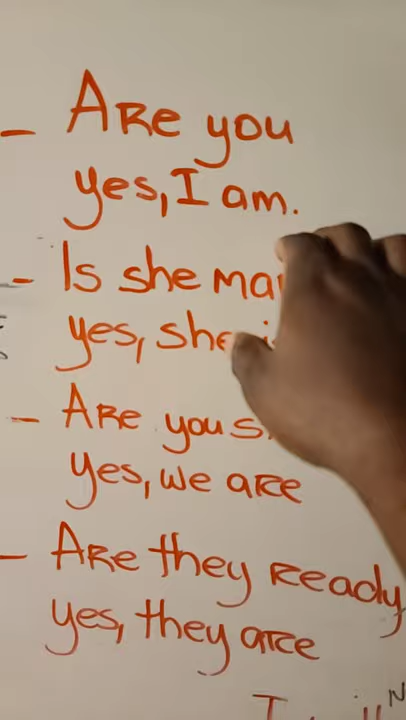 - Are you
yes, I am.
- Is she
yes, she
- Are you
yes, we are
- Are they ready
yes, they are